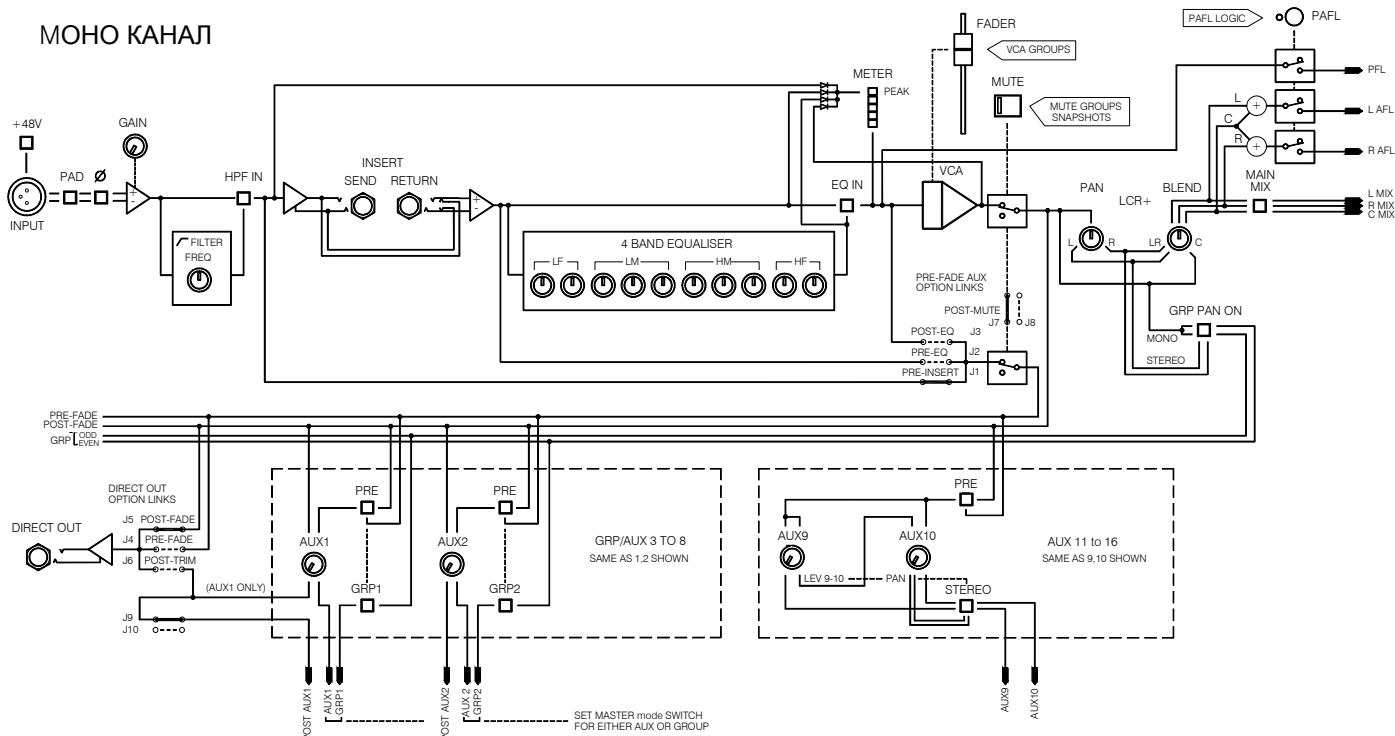 МОНО КАНАЛ
FADER
PAFL LOGIC
PAFL
VCA GROUPS
METER
PEAK
MUTE
MUTE GROUPS
SNAPSHOTS
PFL
L
L AFL
C
R
R AFL
+48V
GAIN
PAD
Ø
HPF IN
INSERT
SEND
RETURN
INPUT
EQ IN
VCA
PAN
LCR+
BLEND
MAIN
MIX
L MIX
R MIX
C MIX
L
R
LR
C
FILTER
FREQ
4 BAND EQUALISER
LF
LM
HM
HF
PRE-FADE AUX
OPTION LINKS
POST-MUTE
J7
J8
GRP PAN ON
MONO
STEREO
POST-EQ
J3
PRE-EQ
J2
PRE-INSERT
J1
PRE-FADE
POST-FADE
GRP
ODD
EVEN
DIRECT OUT
OPTION LINKS
DIRECT OUT
J5
POST-FADE
J4
PRE-FADE
J6
POST-TRIM
(AUX1 ONLY)
J9
J10
PRE
AUX1
GRP1
PRE
AUX2
GRP2
GRP/AUX 3 TO 8
SAME AS 1,2 SHOWN
PRE
AUX9
AUX10
LEV 9-10
PAN
STEREO
AUX 11 to 16
SAME AS 9,10 SHOWN
POST AUX1
AUX1
GRP1
POST AUX2
AUX 2
GRP2
SET MASTER mode SWITCH
FOR EITHER AUX OR GROUP
AUX9
AUX10